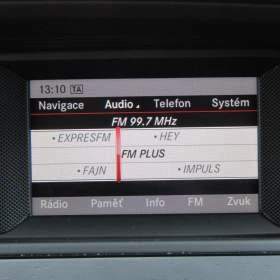 13:10 TA
Navigace Audio Telefon Systém
FM 99.7 MHz
• EXPRESFM • HEY
FM PLUS
• FAJN • IMPULS
Rádio Paměť Info FM Zvuk